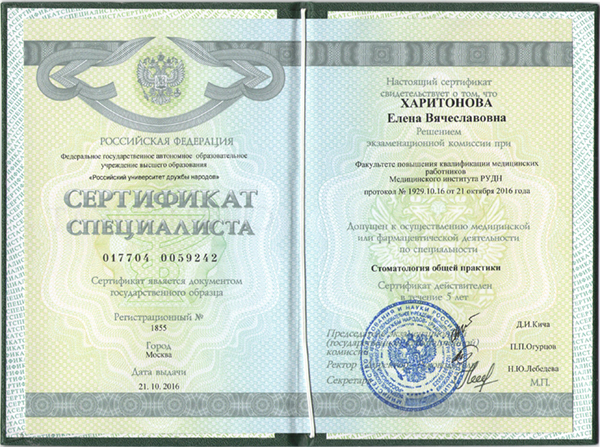 РОССИЙСКАЯ ФЕДЕРАЦИЯ
Федеральное государственное автономное образовательное
учреждение высшего образования
«Российский университет дружбы народов»
СЕРТИФИКАТ
СПЕЦИАЛИСТА
017704 0059242
Сертификат является документом
государственного образца
Регистрационный №
1855
Город
Москва
Дата выдачи
21. 10. 2016
Настоящий сертификат
свидетельствует о том, что
ХАРИТОНОВА
Елена Вячеславовна
Решением
экзаменационной комиссии при
Факультете повышения квалификации медицинских
работников
Медицинского института РУДН
протокол № 1929.10.16 от 21 октября 2016 года
Допущен к осуществлению медицинской
или фармацевтической деятельности
по специальности
Стоматология общей практики
Сертификат действителен
в течение 5 лет
Председатель
Д.И.Кича
комиссии
П.П.Огурцов
Ректор
Н.Ю.Лебедева
Секретарь
М.П.